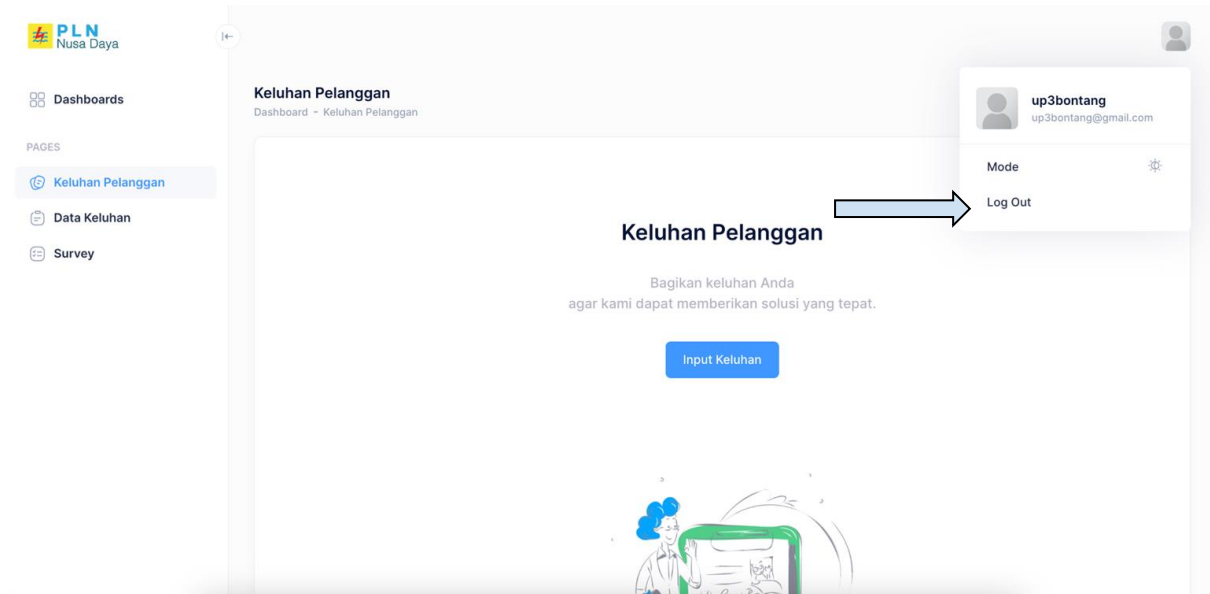 PLN
Nusa Daya
Dashboards
PAGES
Keluhan Pelanggan
Data Keluhan
Survey
Keluhan Pelanggan
Dashboard - Keluhan Pelanggan
up3bontang
up3bontang@gmail.com
Mode
Log Out
Keluhan Pelanggan
Bagikan keluhan Anda
agar kami dapat memberikan solusi yang tepat.
Input Keluhan